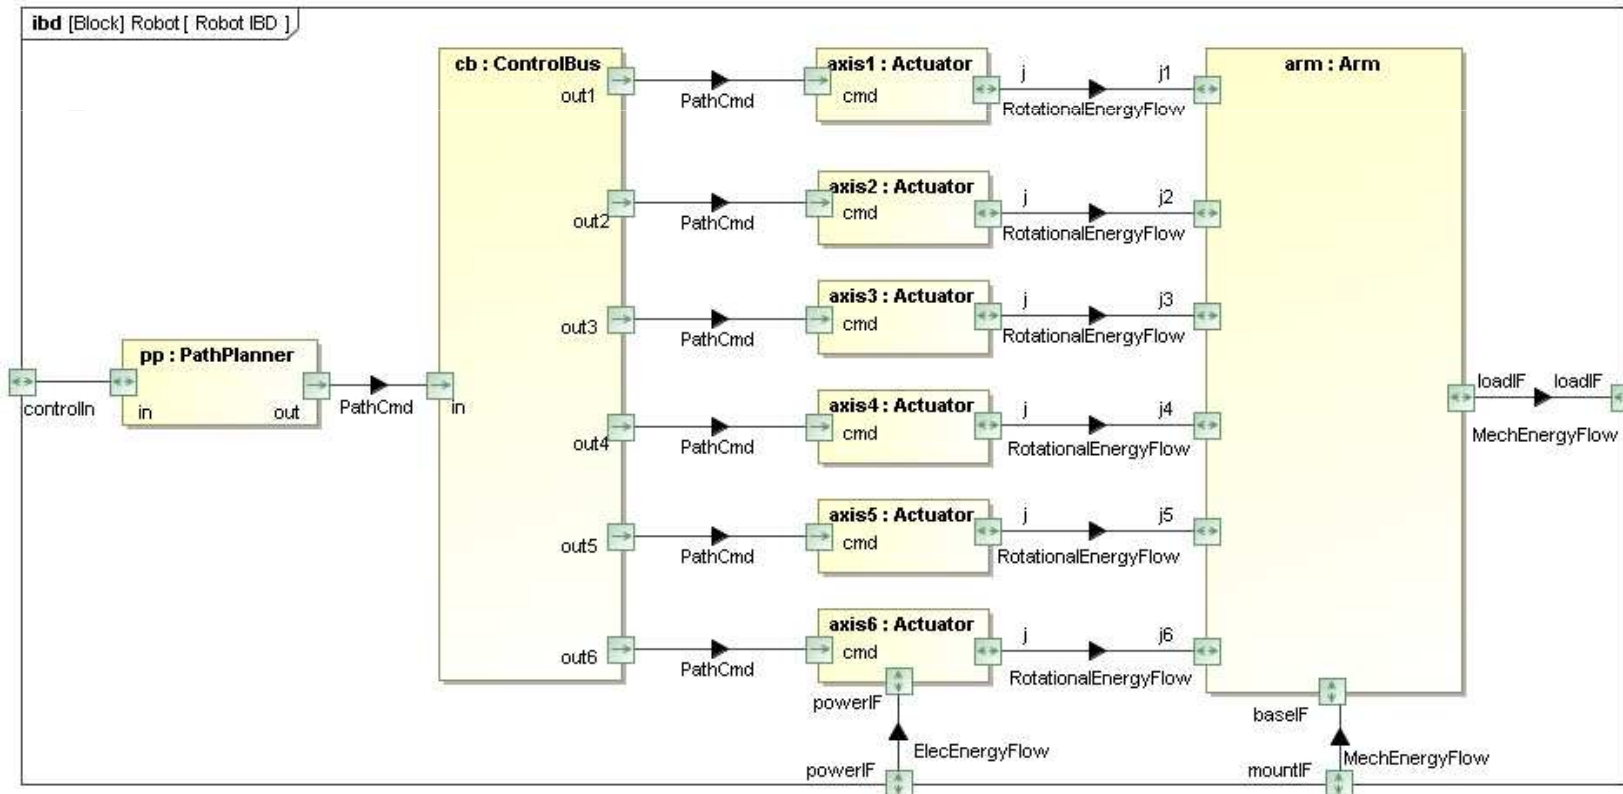 ibd [Block] Robot [ Robot IBD ]
cb : ControlBus
axis1 : Actuator
arm : Arm
out1
PathCmd
cmd
j
j1
RotationalEnergyFlow
axis2 : Actuator
out2
PathCmd
cmd
j
j2
RotationalEnergyFlow
axis3 : Actuator
out3
PathCmd
cmd
j
j3
RotationalEnergyFlow
pp : PathPlanner
controlIn
in
out
PathCmd
in
axis4 : Actuator
out4
PathCmd
cmd
j
j4
RotationalEnergyFlow
loadIF
loadIF
MechEnergyFlow
axis5 : Actuator
out5
PathCmd
cmd
j
j5
RotationalEnergyFlow
axis6 : Actuator
out6
PathCmd
cmd
j
j6
RotationalEnergyFlow
powerIF
baseIF
ElecEnergyFlow
MechEnergyFlow
powerIF
mountIF